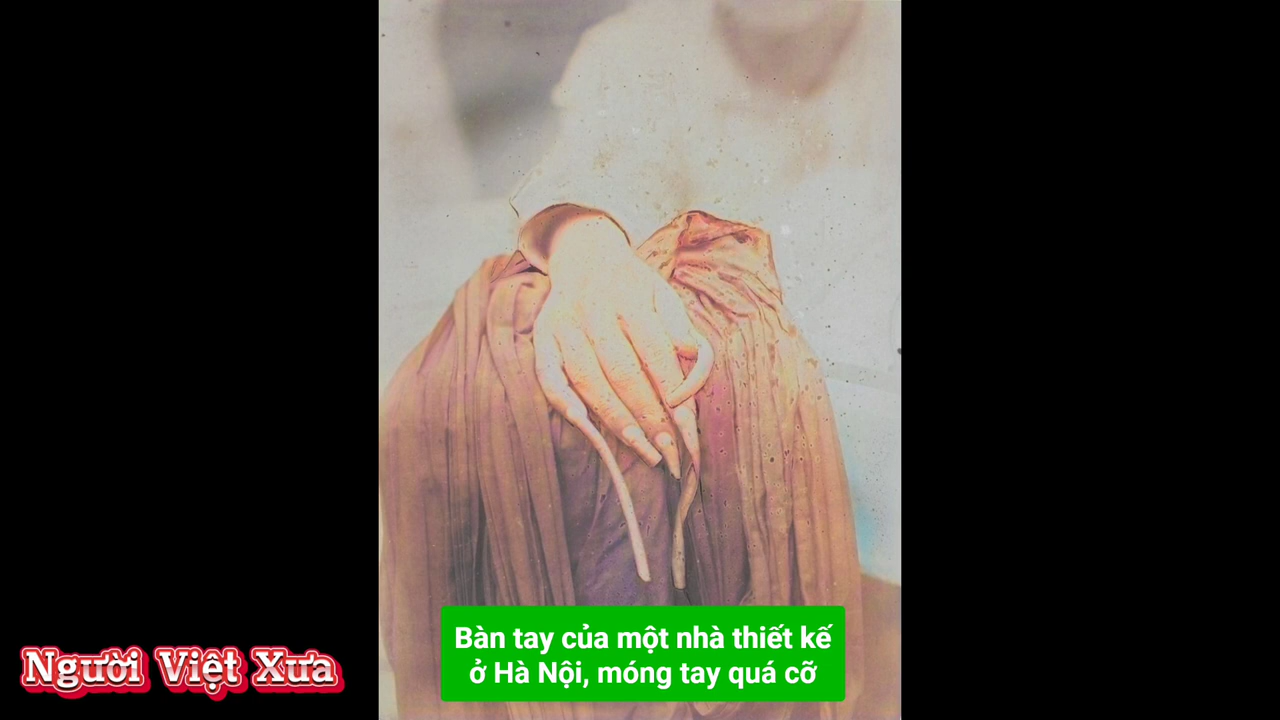 Bàn tay của một nhà thiết kế
ở Hà Nội, móng tay quá cỡ
Người Việt Xưa